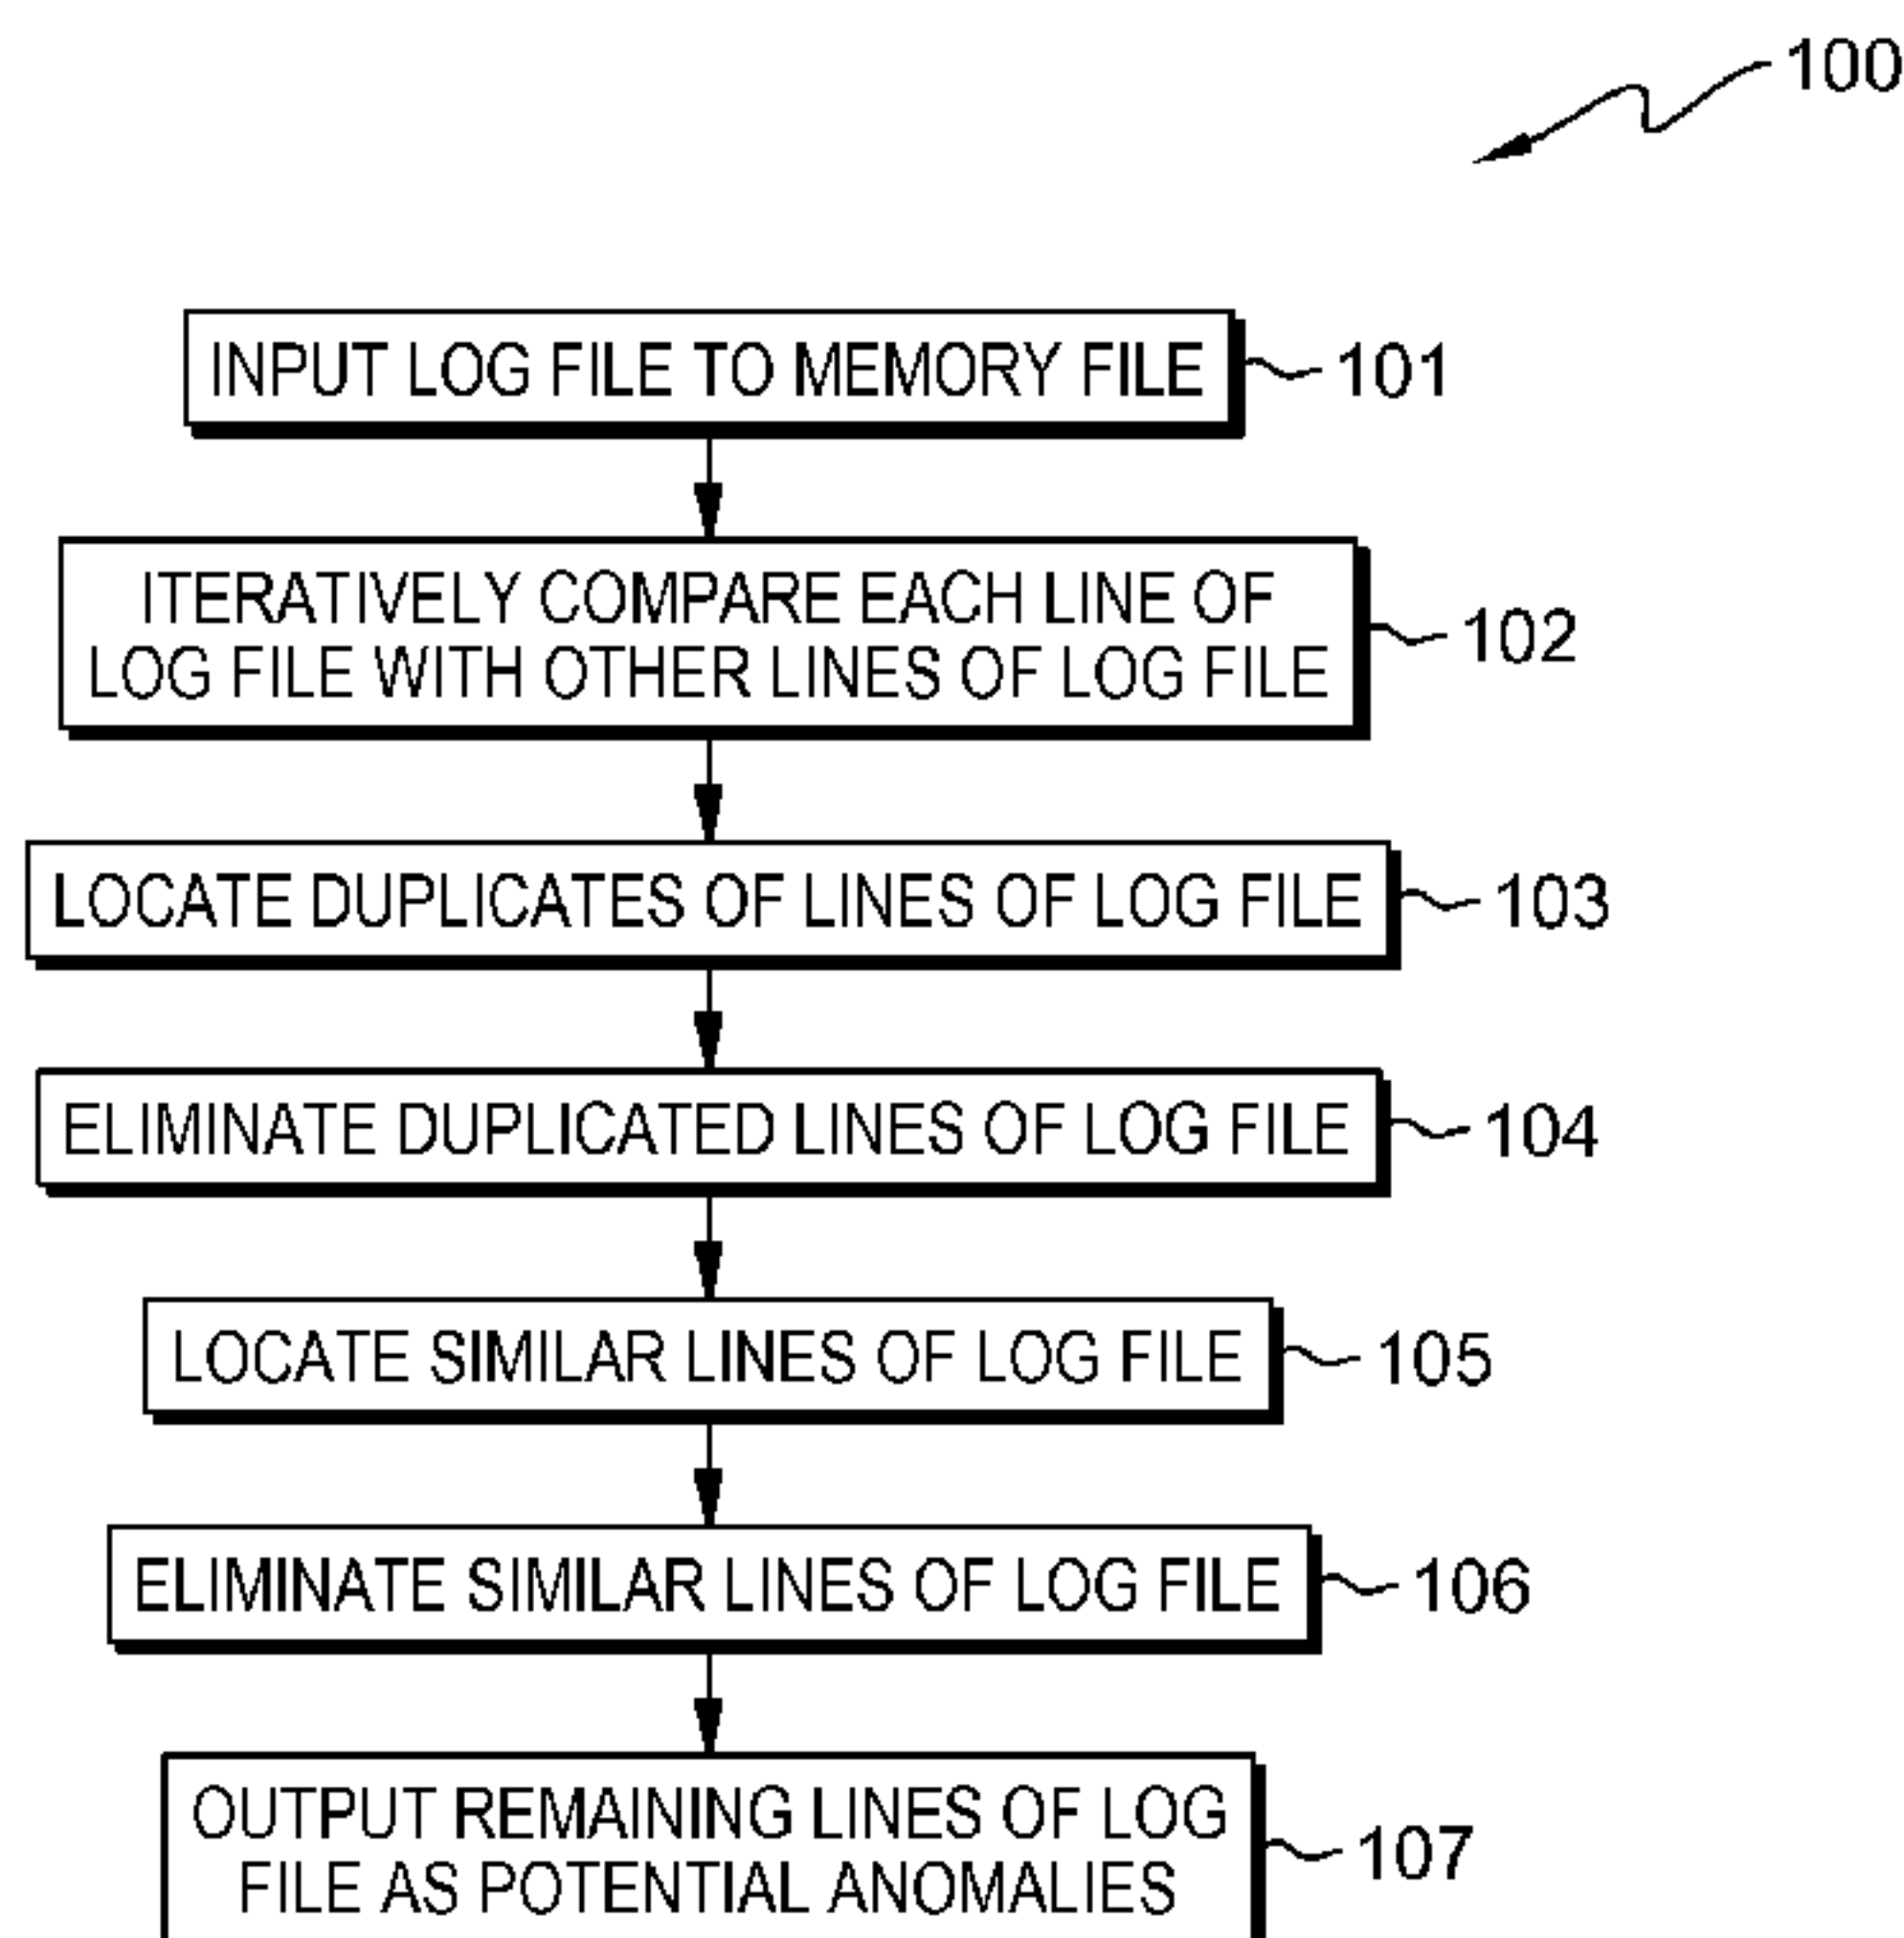 100
INPUT LOG FILE TO MEMORY FILE
101
ITERATIVELY COMPARE EACH LINE OF
LOG FILE WITH OTHER LINES OF LOG FILE
102
LOCATE DUPLICATES OF LINES OF LOG FILE
103
ELIMINATE DUPLICATED LINES OF LOG FILE
104
LOCATE SIMILAR LINES OF LOG FILE
105
ELIMINATE SIMILAR LINES OF LOG FILE
106
OUTPUT REMAINING LINES OF LOG
FILE AS POTENTIAL ANOMALIES
107